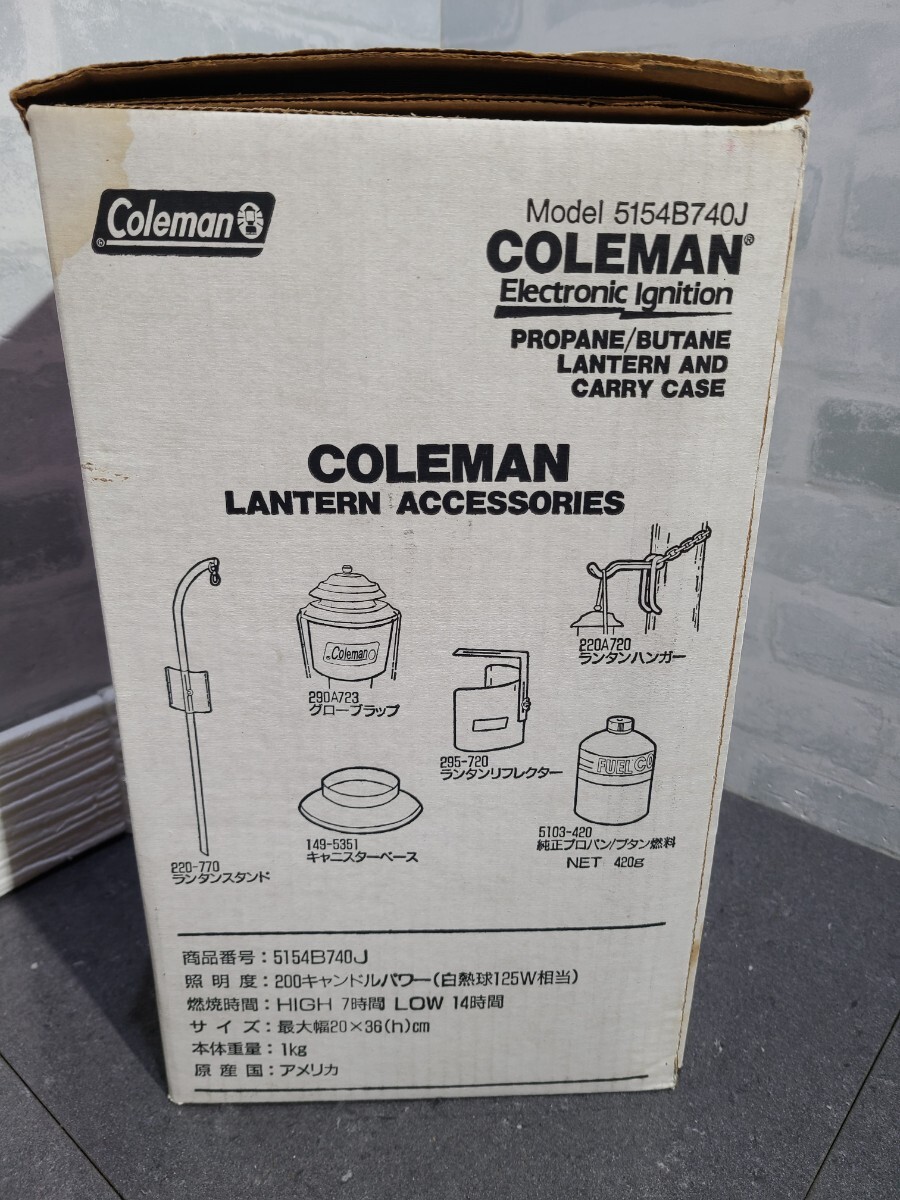 Coleman
Model 5154B740J
COLEMAN®
Electronic Ignition
PROPANE/BUTANE
LANTERN AND
CARRY CASE
COLEMAN
LANTERN ACCESSORIES
220A720
ランタンハンガー
Coleman
290A723
グローブラップ
295-720
ランタンリフレクター
FUEL CO
5103-420
純正プロパン/ブタン燃料
NET 420g
149-5351
キャニスターベース
220-770
ランタンスタンド
商品番号：5154B740J
照明度：200キャンドルパワー(白熱球125W相当)
燃焼時間：HIGH 7時間 LOW 14時間
サイズ：最大幅20×36(h)cm
本体重量：1kg
原産国：アメリカ